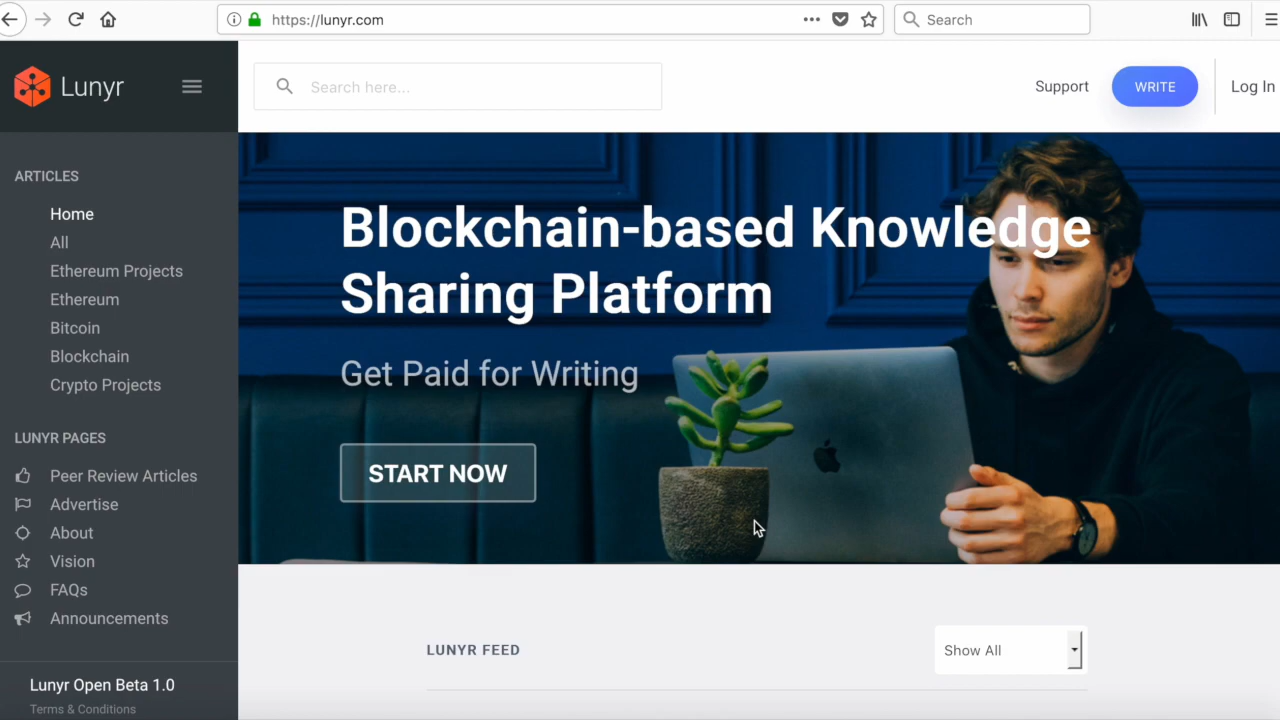 https://lunyr.com
Search
Lunyr
Search here...
Support
WRITE
Log In
ARTICLES
Home
All
Ethereum Projects
Ethereum
Bitcoin
Blockchain
Crypto Projects
LUNYR PAGES
Peer Review Articles
Advertise
About
Vision
FAQs
Announcements
Lunyr Open Beta 1.0
Terms & Conditions
Blockchain-based Knowledge
Sharing Platform
Get Paid for Writing
START NOW
LUNYR FEED
Show All